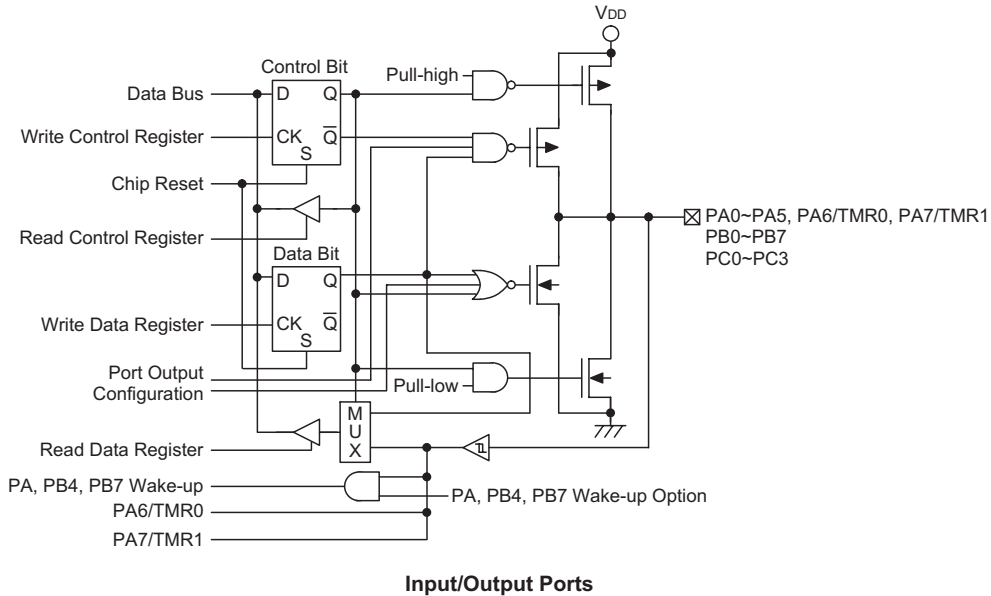 VDD
Control Bit
Pull-high
Data Bus
D
Q
Write Control Register
CK
Q
S
Chip Reset
PA0~PA5, PA6/TMR0, PA7/TMR1
PB0~PB7
PC0~PC3
Read Control Register
Data Bit
D
Q
Write Data Register
CK
Q
S
Port Output
Configuration
Pull-low
M
U
X
Read Data Register
PA, PB4, PB7 Wake-up
PA, PB4, PB7 Wake-up Option
PA6/TMR0
PA7/TMR1
Input/Output Ports